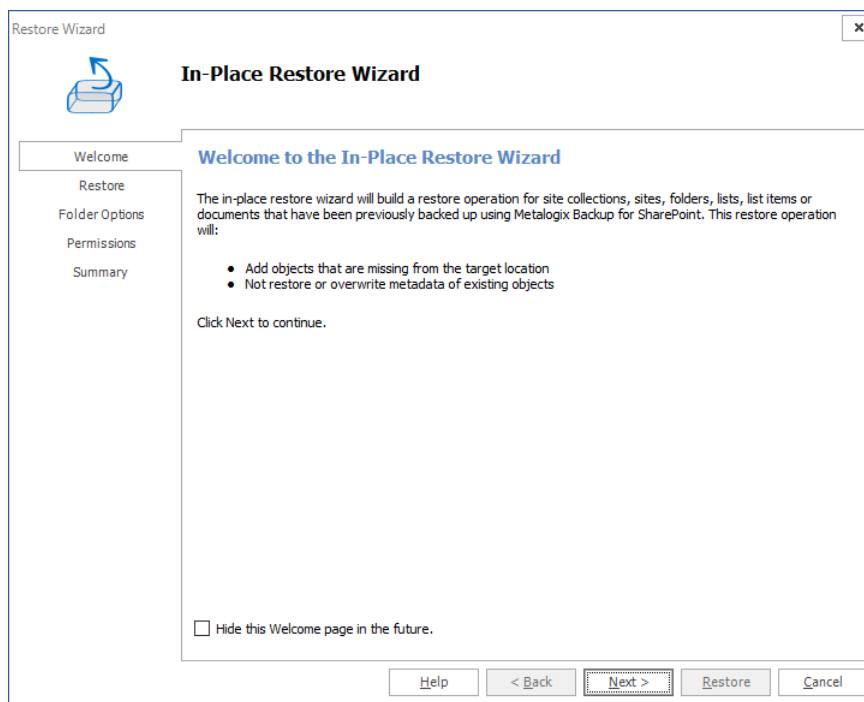 Restore Wizard
In-Place Restore Wizard
Welcome
Restore
Folder Options
Permissions
Summary
Welcome to the In-Place Restore Wizard
The in-place restore wizard will build a restore operation for site collections, sites, folders, lists, list items or
documents that have been previously backed up using Metalogix Backup for SharePoint. This restore operation
will:
● Add objects that are missing from the target location
● Not restore or overwrite metadata of existing objects
Click Next to continue.
Hide this Welcome page in the future.
Help
< Back
Next >
Restore
Cancel